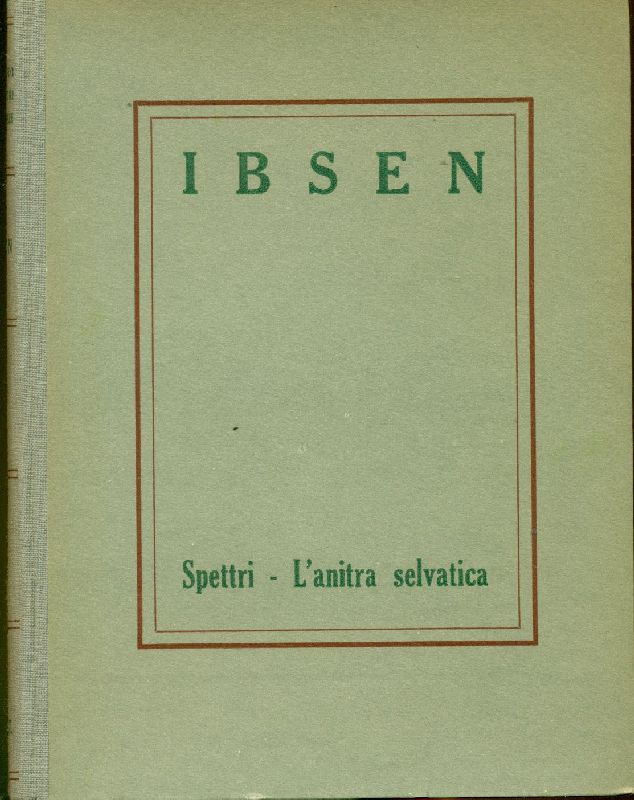 IBSEN
Spettri - L'anitra selvatica